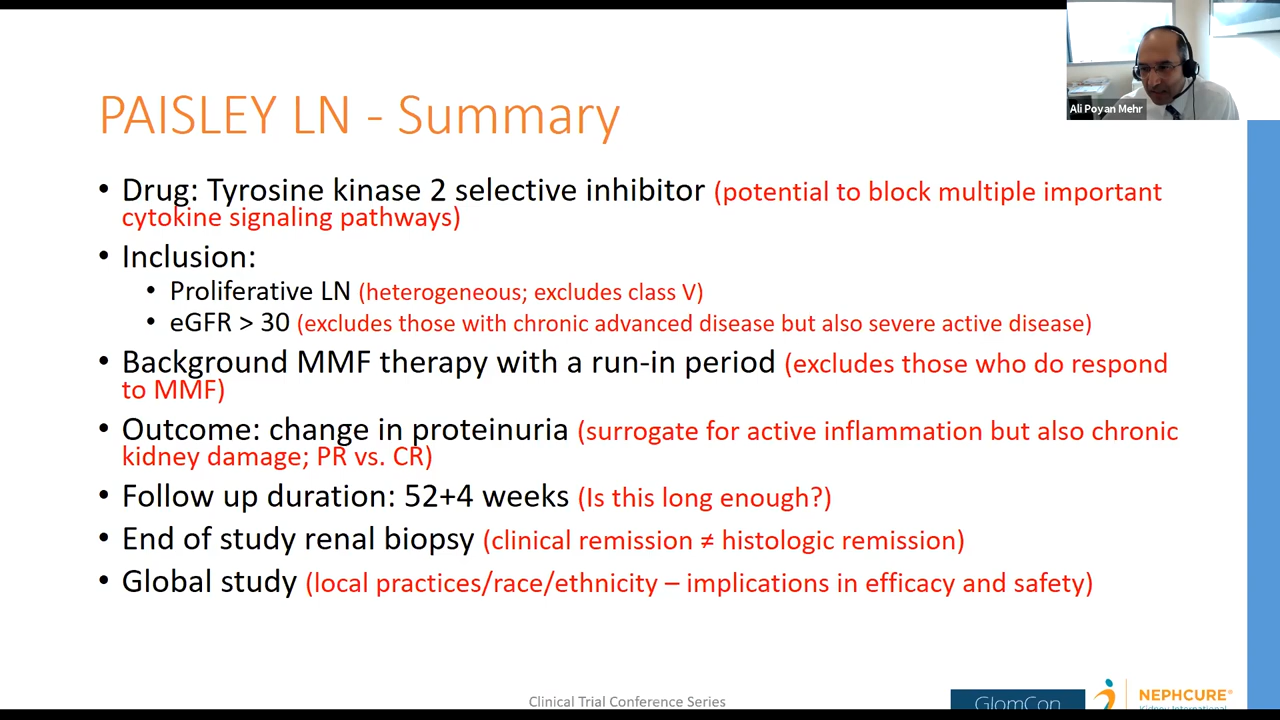 Ali Poyan Mehr
PAISLEY LN - Summary
• Drug: Tyrosine kinase 2 selective inhibitor (potential to block multiple important
cytokine signaling pathways)
• Inclusion:
• Proliferative LN (heterogeneous; excludes class V)
• eGFR > 30 (excludes those with chronic advanced disease but also severe active disease)
• Background MMF therapy with a run-in period (excludes those who do respond
to MMF)
• Outcome: change in proteinuria (surrogate for active inflammation but also chronic
kidney damage; PR vs. CR)
• Follow up duration: 52+4 weeks (Is this long enough?)
• End of study renal biopsy (clinical remission ≠ histologic remission)
• Global study (local practices/race/ethnicity – implications in efficacy and safety)
Clinical Trial Conference Series
GlomCon
NEPHCURE®
Kidney International